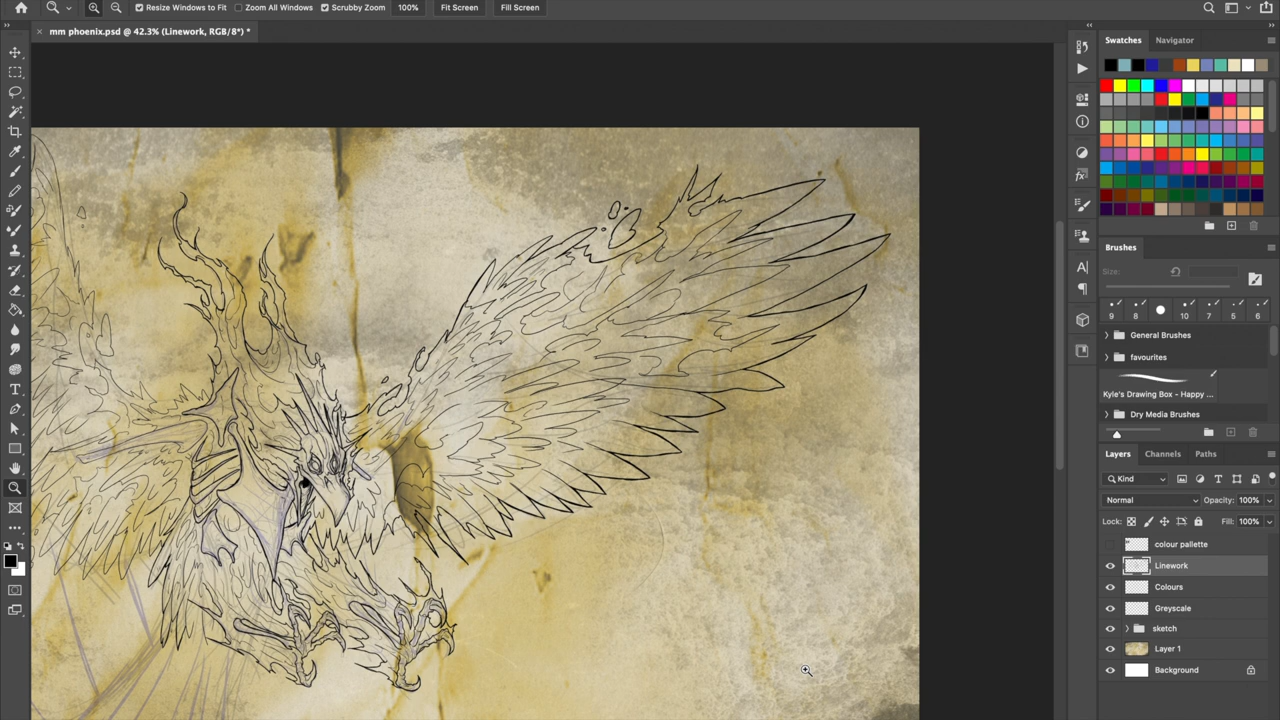 Resize Windows to Fit Zoom All Windows Scrubby Zoom 100% Fit Screen Fill Screen
× mm phoenix.psd @ 42.3% (Linework, RGB/8*) *
Swatches Navigator
Brushes
Size:
9 8 10 7 5 6
General Brushes
favourites
Kyle's Drawing Box - Happy ...
Dry Media Brushes
Layers Channels Paths
Kind
Normal Opacity: 100%
Lock: Fill: 100%
colour pallette
Linework
Colours
Greyscale
sketch
Layer 1
Background